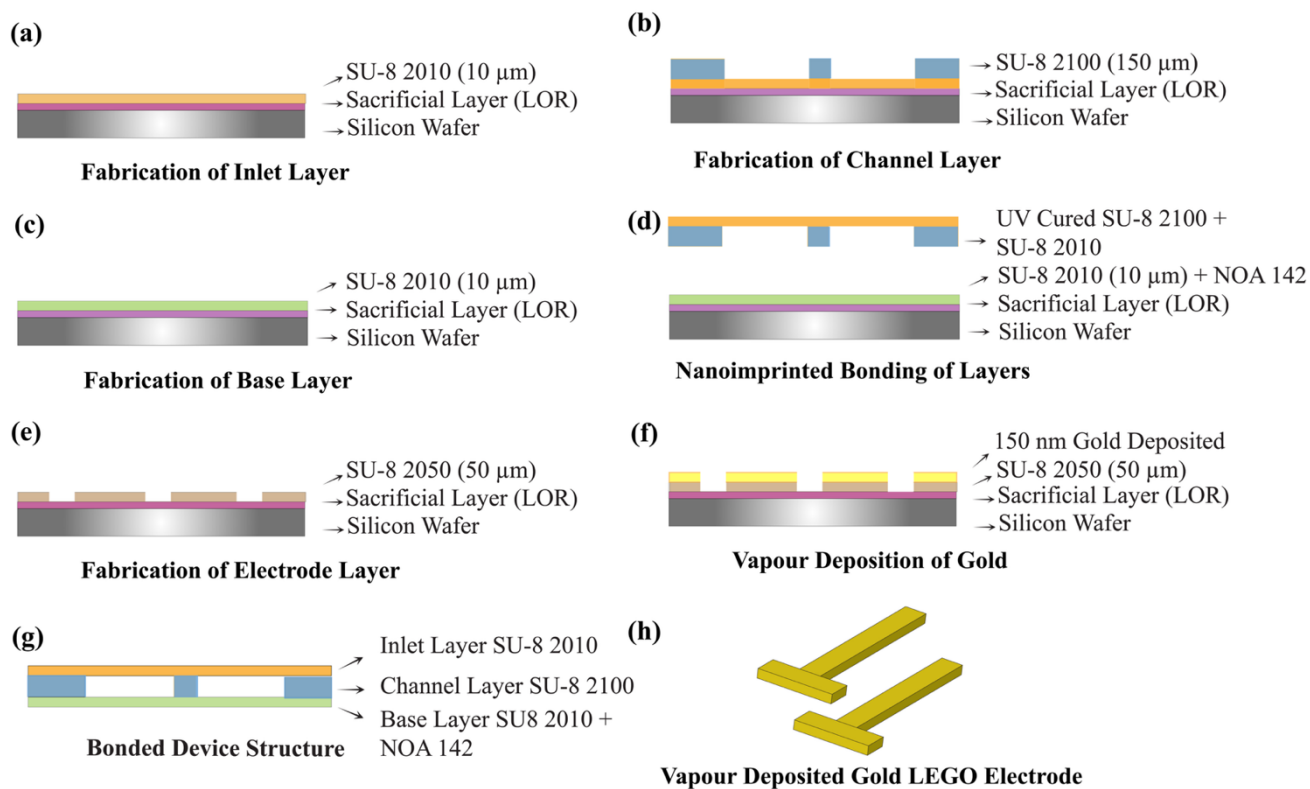 (a)
SU-8 2010 (10 µm)
Sacrificial Layer (LOR)
Silicon Wafer
Fabrication of Inlet Layer
(b)
SU-8 2100 (150 µm)
Sacrificial Layer (LOR)
Silicon Wafer
Fabrication of Channel Layer
(c)
SU-8 2010 (10 µm)
Sacrificial Layer (LOR)
Silicon Wafer
Fabrication of Base Layer
(d)
UV Cured SU-8 2100 +
SU-8 2010
SU-8 2010 (10 µm) + NOA 142
Sacrificial Layer (LOR)
Silicon Wafer
Nanoimprinted Bonding of Layers
(e)
SU-8 2050 (50 µm)
Sacrificial Layer (LOR)
Silicon Wafer
Fabrication of Electrode Layer
(f)
150 nm Gold Deposited
SU-8 2050 (50 µm)
Sacrificial Layer (LOR)
Silicon Wafer
Vapour Deposition of Gold
(g)
Inlet Layer SU-8 2010
Channel Layer SU-8 2100
Base Layer SU8 2010 +
NOA 142
Bonded Device Structure
(h)
Vapour Deposited Gold LEGO Electrode